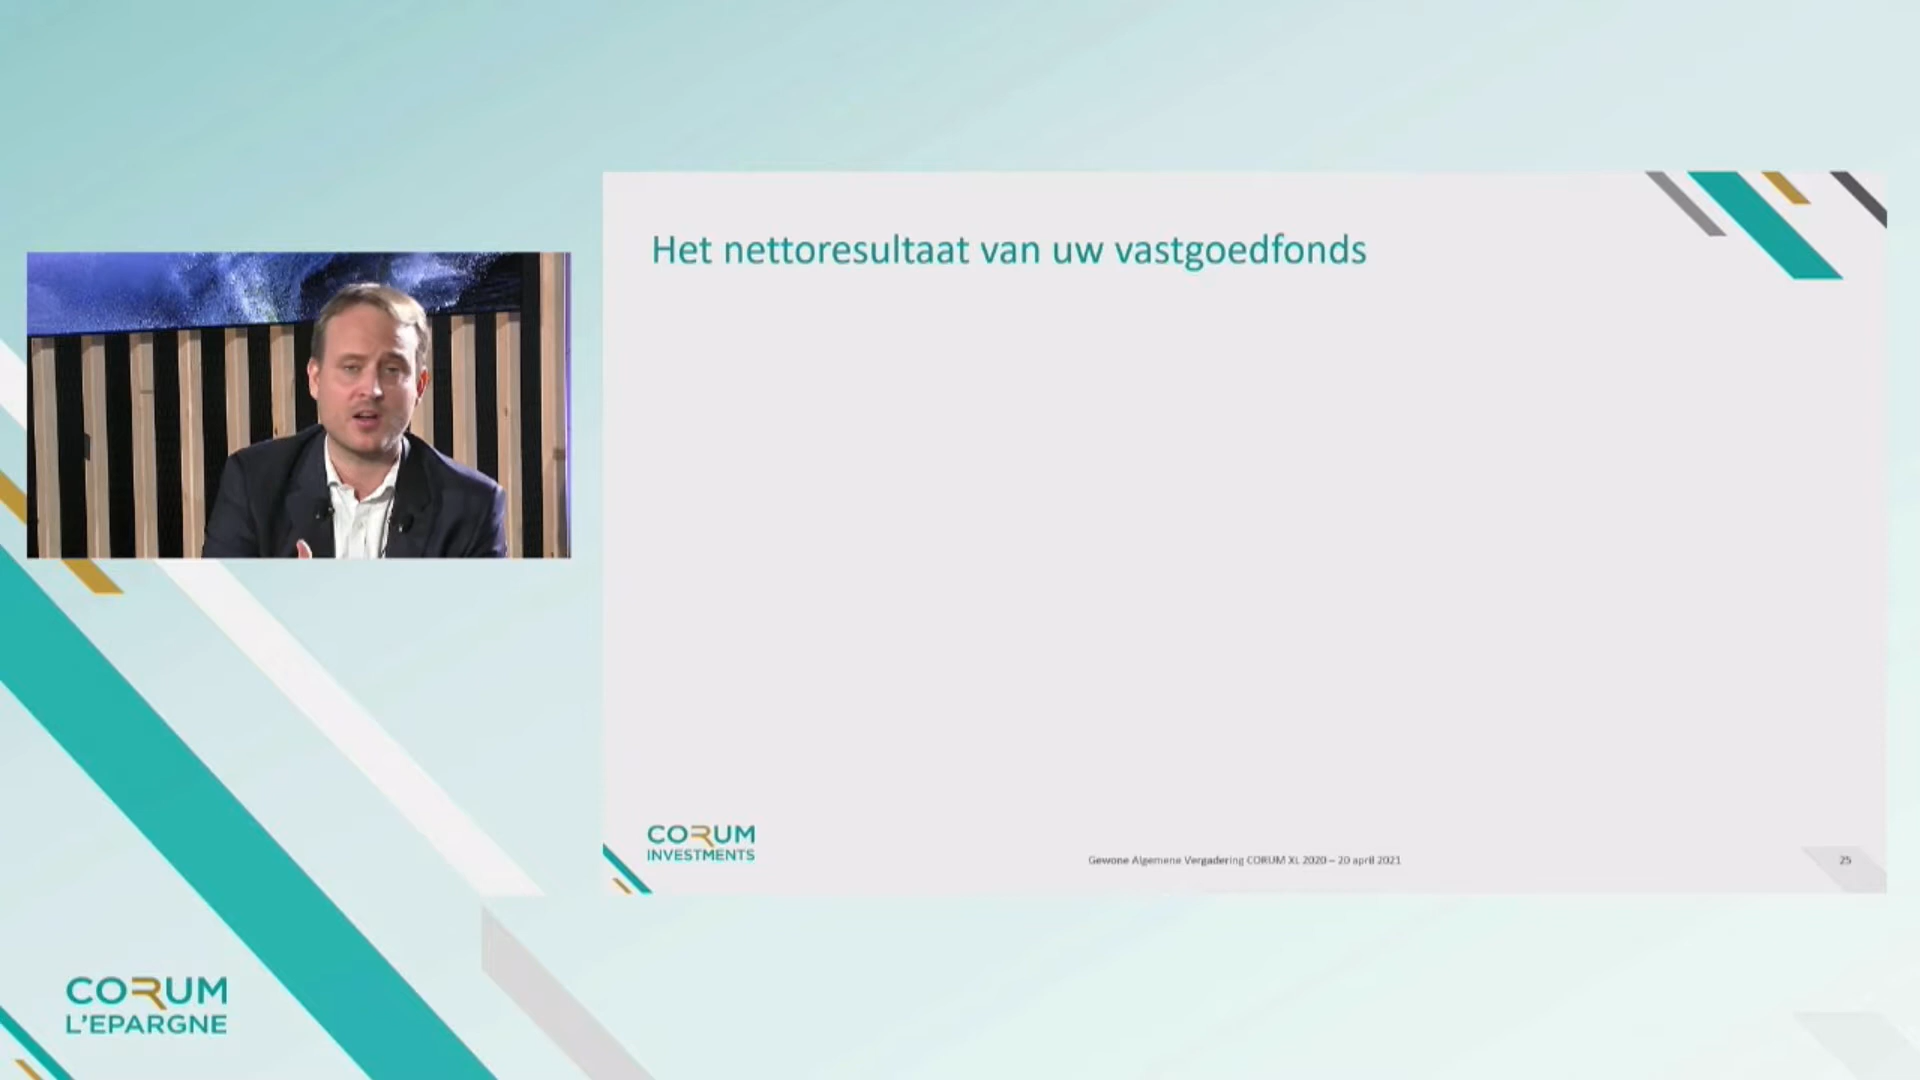 Het nettoresultaat van uw vastgoedfonds
CORUM
INVESTMENTS
Gewone Algemene Vergadering CORUM XL 2020 – 20 april 2021
25
CORUM
L'EPARGNE